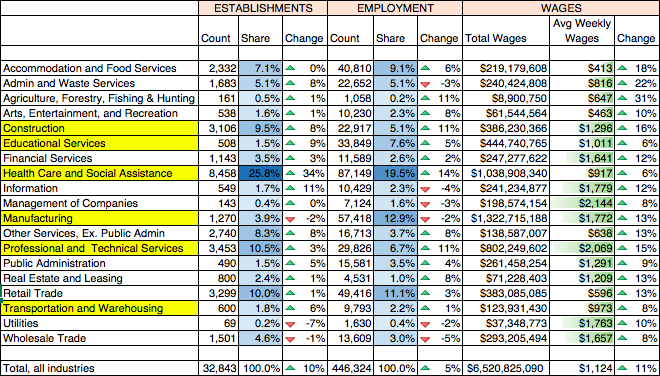 ESTABLISHMENTS EMPLOYMENT WAGES
Count Share Change Count Share Change Total Wages Avg Weekly Wages Change
Accommodation and Food Services 2,332 7.1% 0% 40,810 9.1% 6% $219,179,608 $413 18%
Admin and Waste Services 1,683 5.1% 8% 22,652 5.1% -3% $240,424,808 $816 22%
Agriculture, Forestry, Fishing & Hunting 161 0.5% 1% 1,058 0.2% 11% $8,900,750 $647 31%
Arts, Entertainment, and Recreation 538 1.6% 1% 10,230 2.3% 8% $61,544,564 $463 10%
Construction 3,106 9.5% 8% 22,917 5.1% 11% $386,230,366 $1,296 16%
Educational Services 508 1.5% 9% 33,849 7.6% 5% $444,740,765 $1,011 6%
Financial Services 1,143 3.5% 3% 11,589 2.6% 2% $247,277,622 $1,641 12%
Health Care and Social Assistance 8,458 25.8% 34% 87,149 19.5% 14% $1,038,908,340 $917 6%
Information 549 1.7% 11% 10,429 2.3% -4% $241,234,877 $1,779 12%
Management of Companies 143 0.4% 0% 7,124 1.6% -3% $198,574,154 $2,144 8%
Manufacturing 1,270 3.9% -2% 57,418 12.9% -2% $1,322,715,188 $1,772 13%
Other Services, Ex. Public Admin 2,740 8.3% 8% 16,713 3.7% 8% $138,587,007 $638 13%
Professional and Technical Services 3,453 10.5% 3% 29,826 6.7% 11% $802,249,602 $2,069 15%
Public Administration 490 1.5% 5% 15,581 3.5% 4% $261,458,254 $1,291 9%
Real Estate and Leasing 800 2.4% 1% 4,531 1.0% 8% $71,228,403 $1,209 13%
Retail Trade 3,299 10.0% 1% 49,416 11.1% 3% $383,085,085 $596 13%
Transportation and Warehousing 600 1.8% 6% 9,793 2.2% 1% $123,931,430 $973 8%
Utilities 69 0.2% -7% 1,630 0.4% -2% $37,348,773 $1,763 10%
Wholesale Trade 1,501 4.6% -1% 13,609 3.0% -5% $293,205,494 $1,657 8%
Total, all industries 32,843 100.0% 10% 446,324 100.0% 5% $6,520,825,090 $1,124 11%